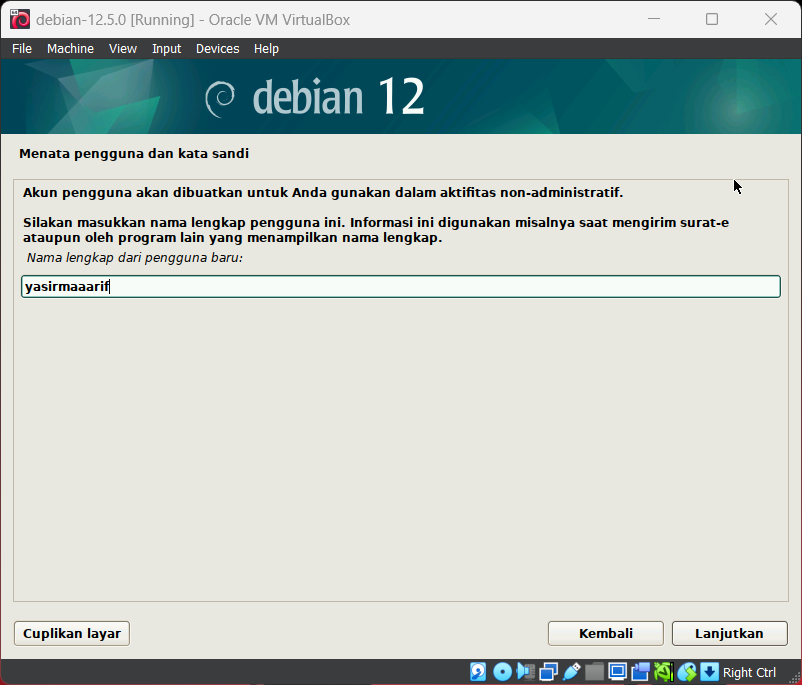 debian-12.5.0 [Running] - Oracle VM VirtualBox
File Machine View Input Devices Help
debian 12
Menata pengguna dan kata sandi
Akun pengguna akan dibuatkan untuk Anda gunakan dalam aktifitas non-administratif.
Silakan masukkan nama lengkap pengguna ini. Informasi ini digunakan misalnya saat mengirim surat-e
ataupun oleh program lain yang menampilkan nama lengkap.
Nama lengkap dari pengguna baru:
yasirmaaarif
Cuplikan layar Kembali Lanjutkan
Right Ctrl